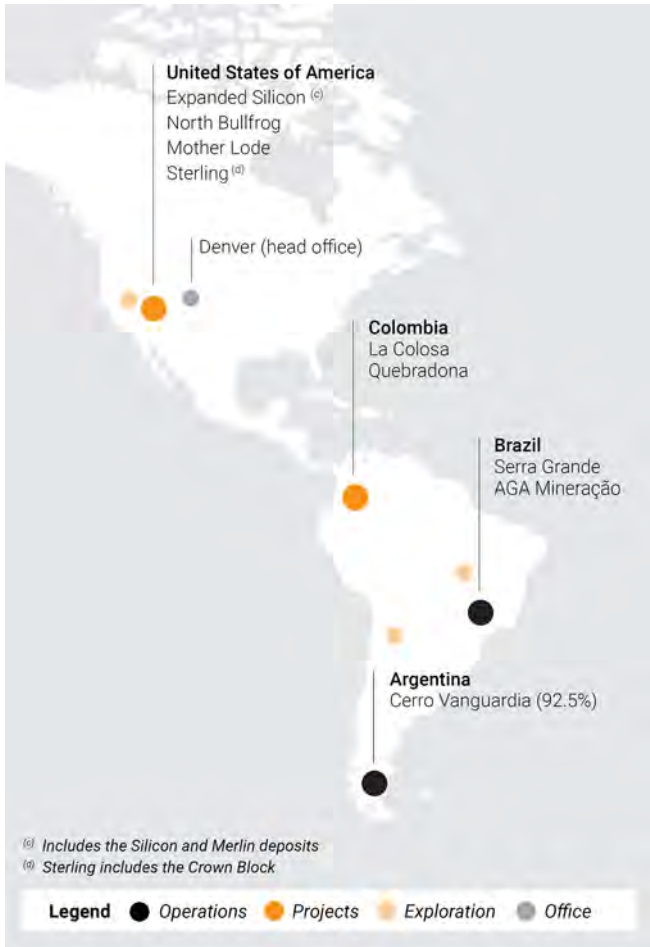 United States of America
Expanded Silicon (c)
North Bullfrog
Mother Lode
Sterling (d)
Denver (head office)
Colombia
La Colosa
Quebradona
Brazil
Serra Grande
AGA Mineração
Argentina
Cerro Vanguardia (92.5%)
(c) Includes the Silicon and Merlin deposits
(d) Sterling includes the Crown Block
Legend Operations Projects Exploration Office